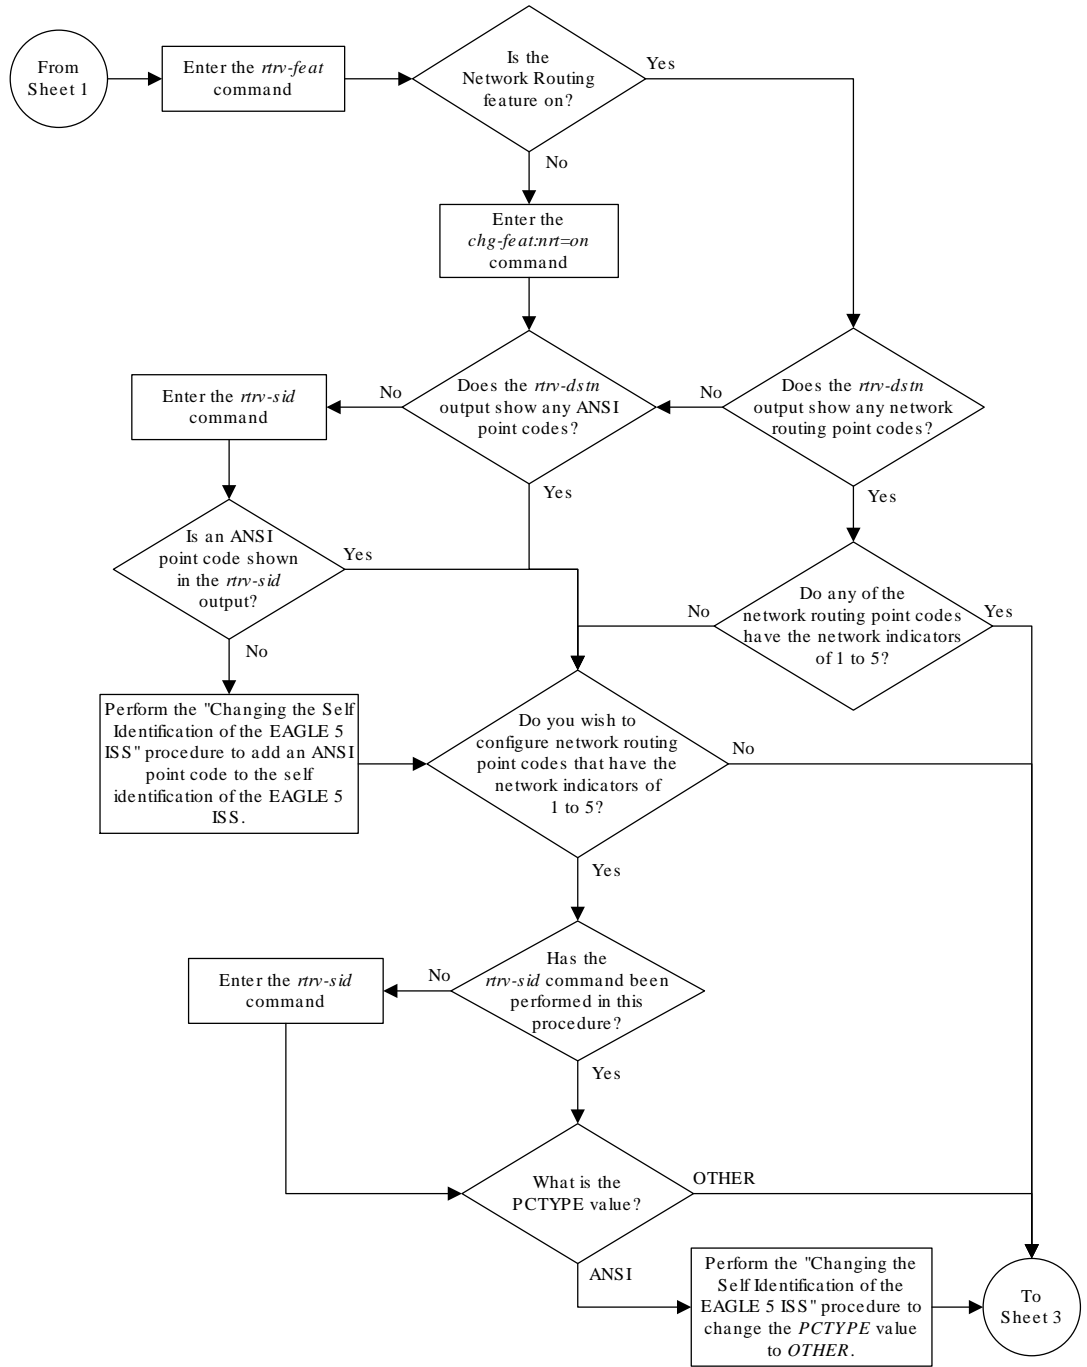 From
Sheet 1
Enter the rtrv-feat
command
Is the
Network Routing
feature on?
Yes
No
Enter the
chg-feat:nrt=on
command
Enter the rtrv-sid
command
No
Does the rtrv-dstn
output show any ANSI
point codes?
No
Does the rtrv-dstn
output show any network
routing point codes?
Yes
Yes
Is an ANSI
point code shown
in the rtrv-sid
output?
Yes
No
No
Do any of the
network routing point codes
have the network indicators
of 1 to 5?
Yes
Perform the "Changing the Self
Identification of the EAGLE 5
ISS" procedure to add an ANSI
point code to the self
identification of the EAGLE 5
ISS.
Do you wish to
configure network routing
point codes that have the
network indicators of
1 to 5?
No
Yes
Enter the rtrv-sid
command
No
Has the
rtrv-sid command been
performed in this
procedure?
Yes
What is the
PCTYPE value?
OTHER
ANSI
Perform the "Changing the
Self Identification of the
EAGLE 5 ISS" procedure to
change the PCTYPE value
to OTHER.
To
Sheet 3